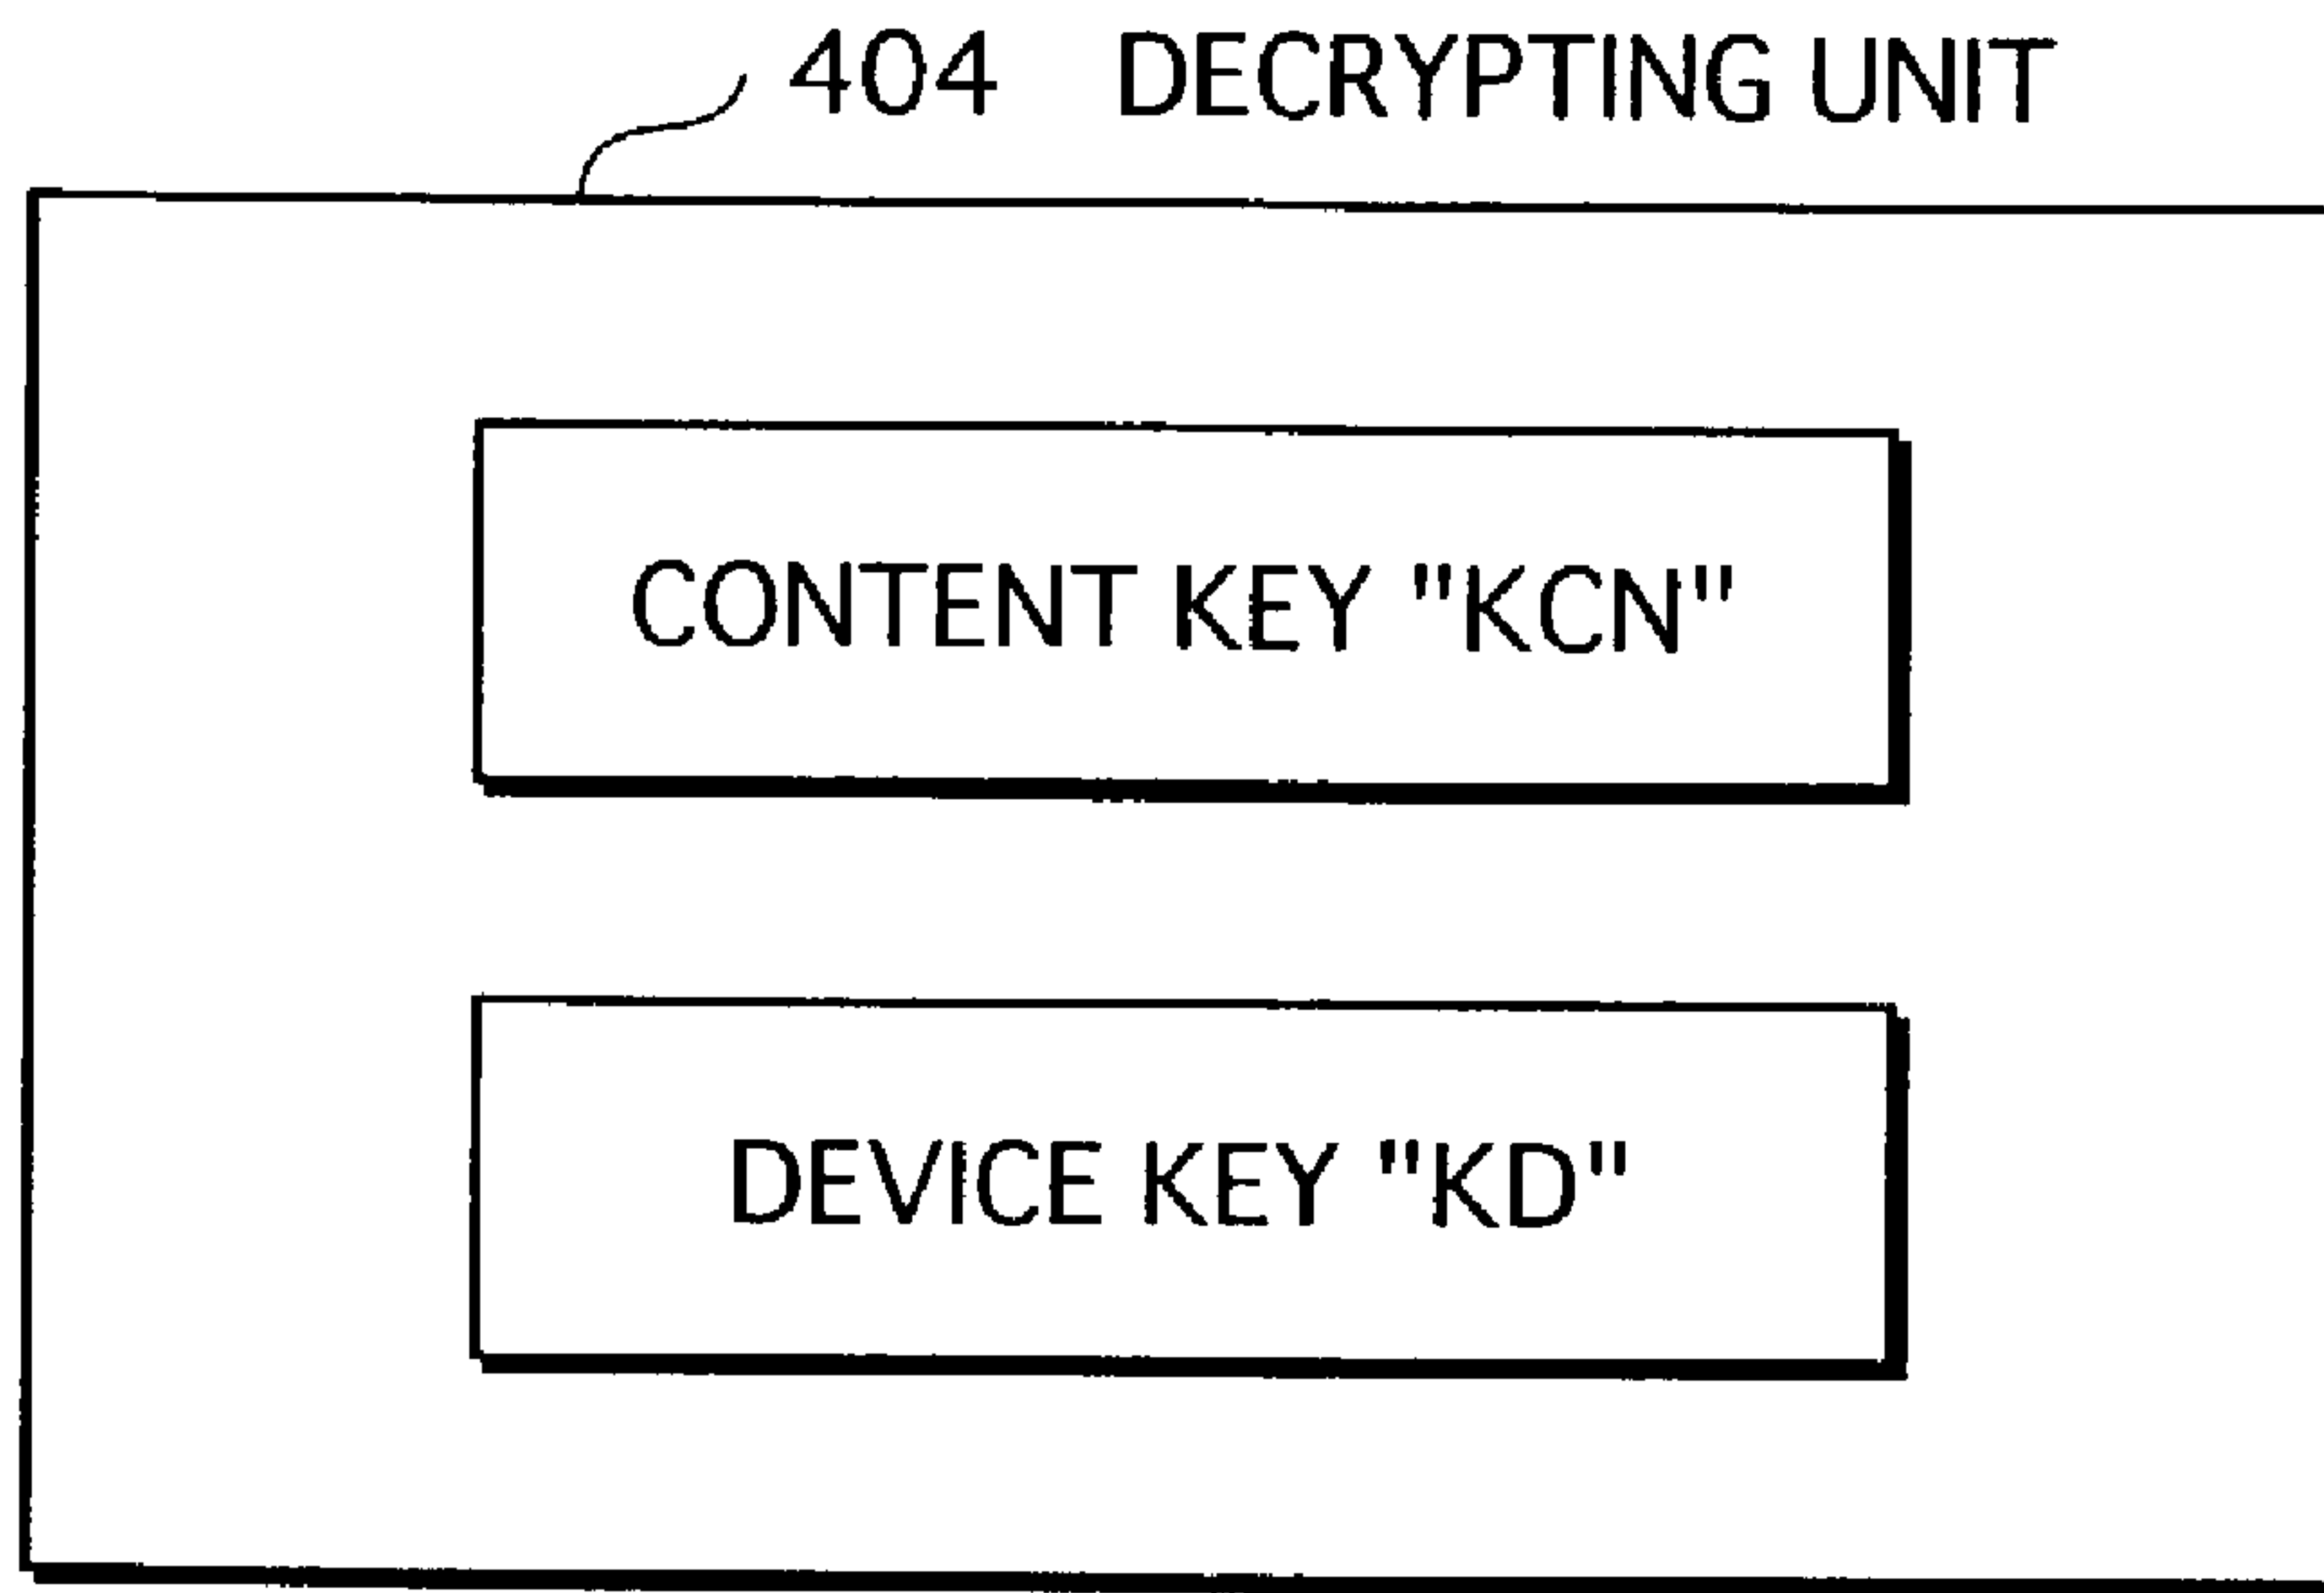 404 DECRYPTING UNIT
CONTENT KEY "KCN"
DEVICE KEY "KD"